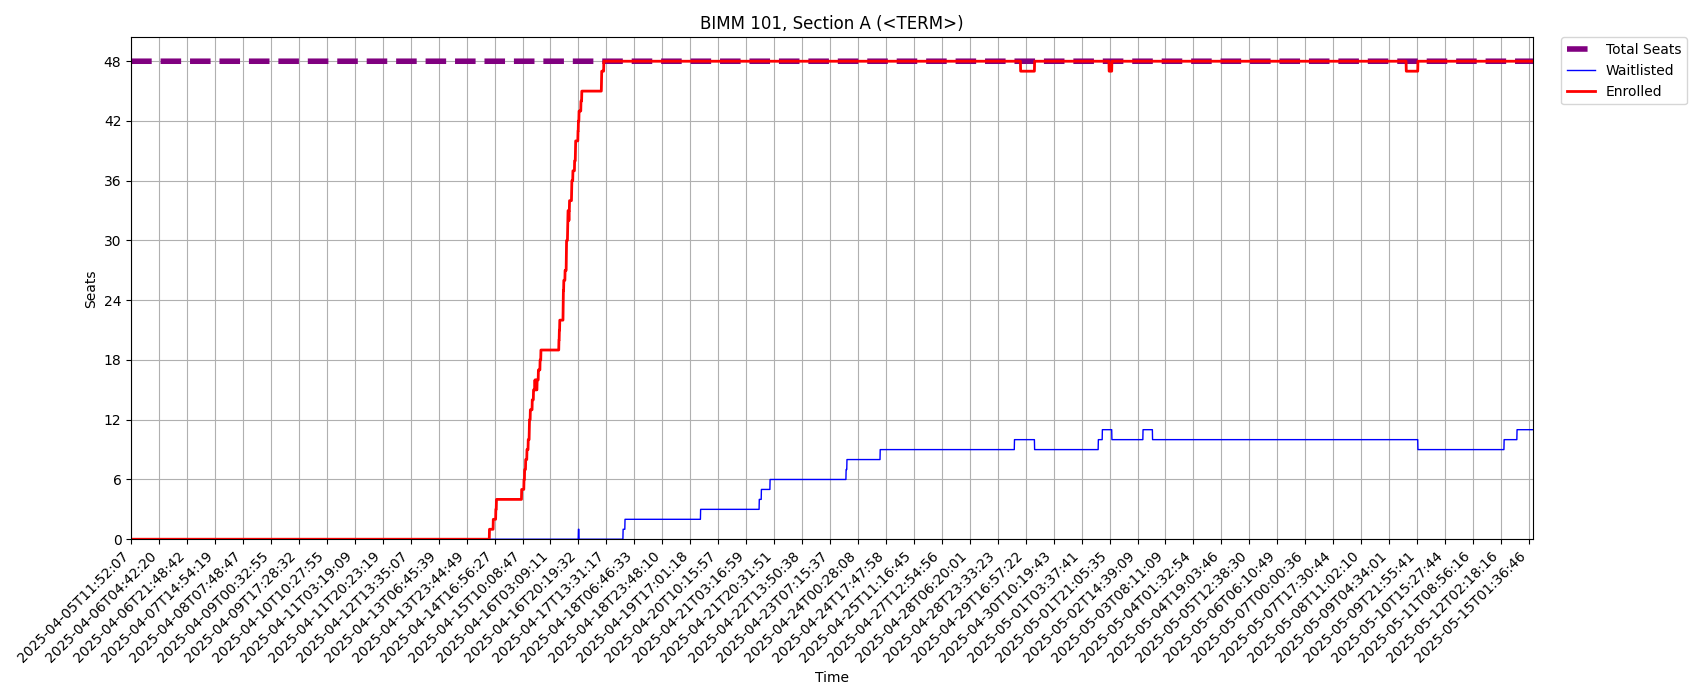 BIMM 101, Section A (<TERM>)
Total Seats
Waitlisted
Enrolled
Seats
48
42
36
30
24
18
12
6
0
2025-04-05T11:52:07
2025-04-06T04:42:20
2025-04-06T21:48:42
2025-04-07T14:54:19
2025-04-08T07:48:47
2025-04-09T00:32:55
2025-04-09T17:28:32
2025-04-10T10:27:55
2025-04-11T03:19:09
2025-04-11T20:23:19
2025-04-12T13:35:07
2025-04-13T06:45:39
2025-04-13T23:44:49
2025-04-14T16:56:27
2025-04-15T10:08:47
2025-04-16T03:09:11
2025-04-16T20:19:32
2025-04-17T13:31:17
2025-04-18T06:46:33
2025-04-18T23:48:10
2025-04-19T17:01:18
2025-04-20T10:15:57
2025-04-21T03:16:59
2025-04-21T20:31:51
2025-04-22T13:50:38
2025-04-23T07:15:37
2025-04-24T00:28:08
2025-04-24T17:47:58
2025-04-25T11:16:45
2025-04-27T12:54:56
2025-04-28T06:20:01
2025-04-28T23:33:23
2025-04-29T16:57:22
2025-04-30T10:19:43
2025-05-01T03:37:41
2025-05-01T21:05:35
2025-05-02T14:39:09
2025-05-03T08:11:09
2025-05-04T01:32:54
2025-05-04T19:03:46
2025-05-05T12:38:30
2025-05-06T06:10:49
2025-05-07T00:00:36
2025-05-07T17:30:44
2025-05-08T11:02:10
2025-05-09T04:34:01
2025-05-09T21:55:41
2025-05-10T15:27:44
2025-05-11T08:56:16
2025-05-12T02:18:16
2025-05-15T01:36:46
Time